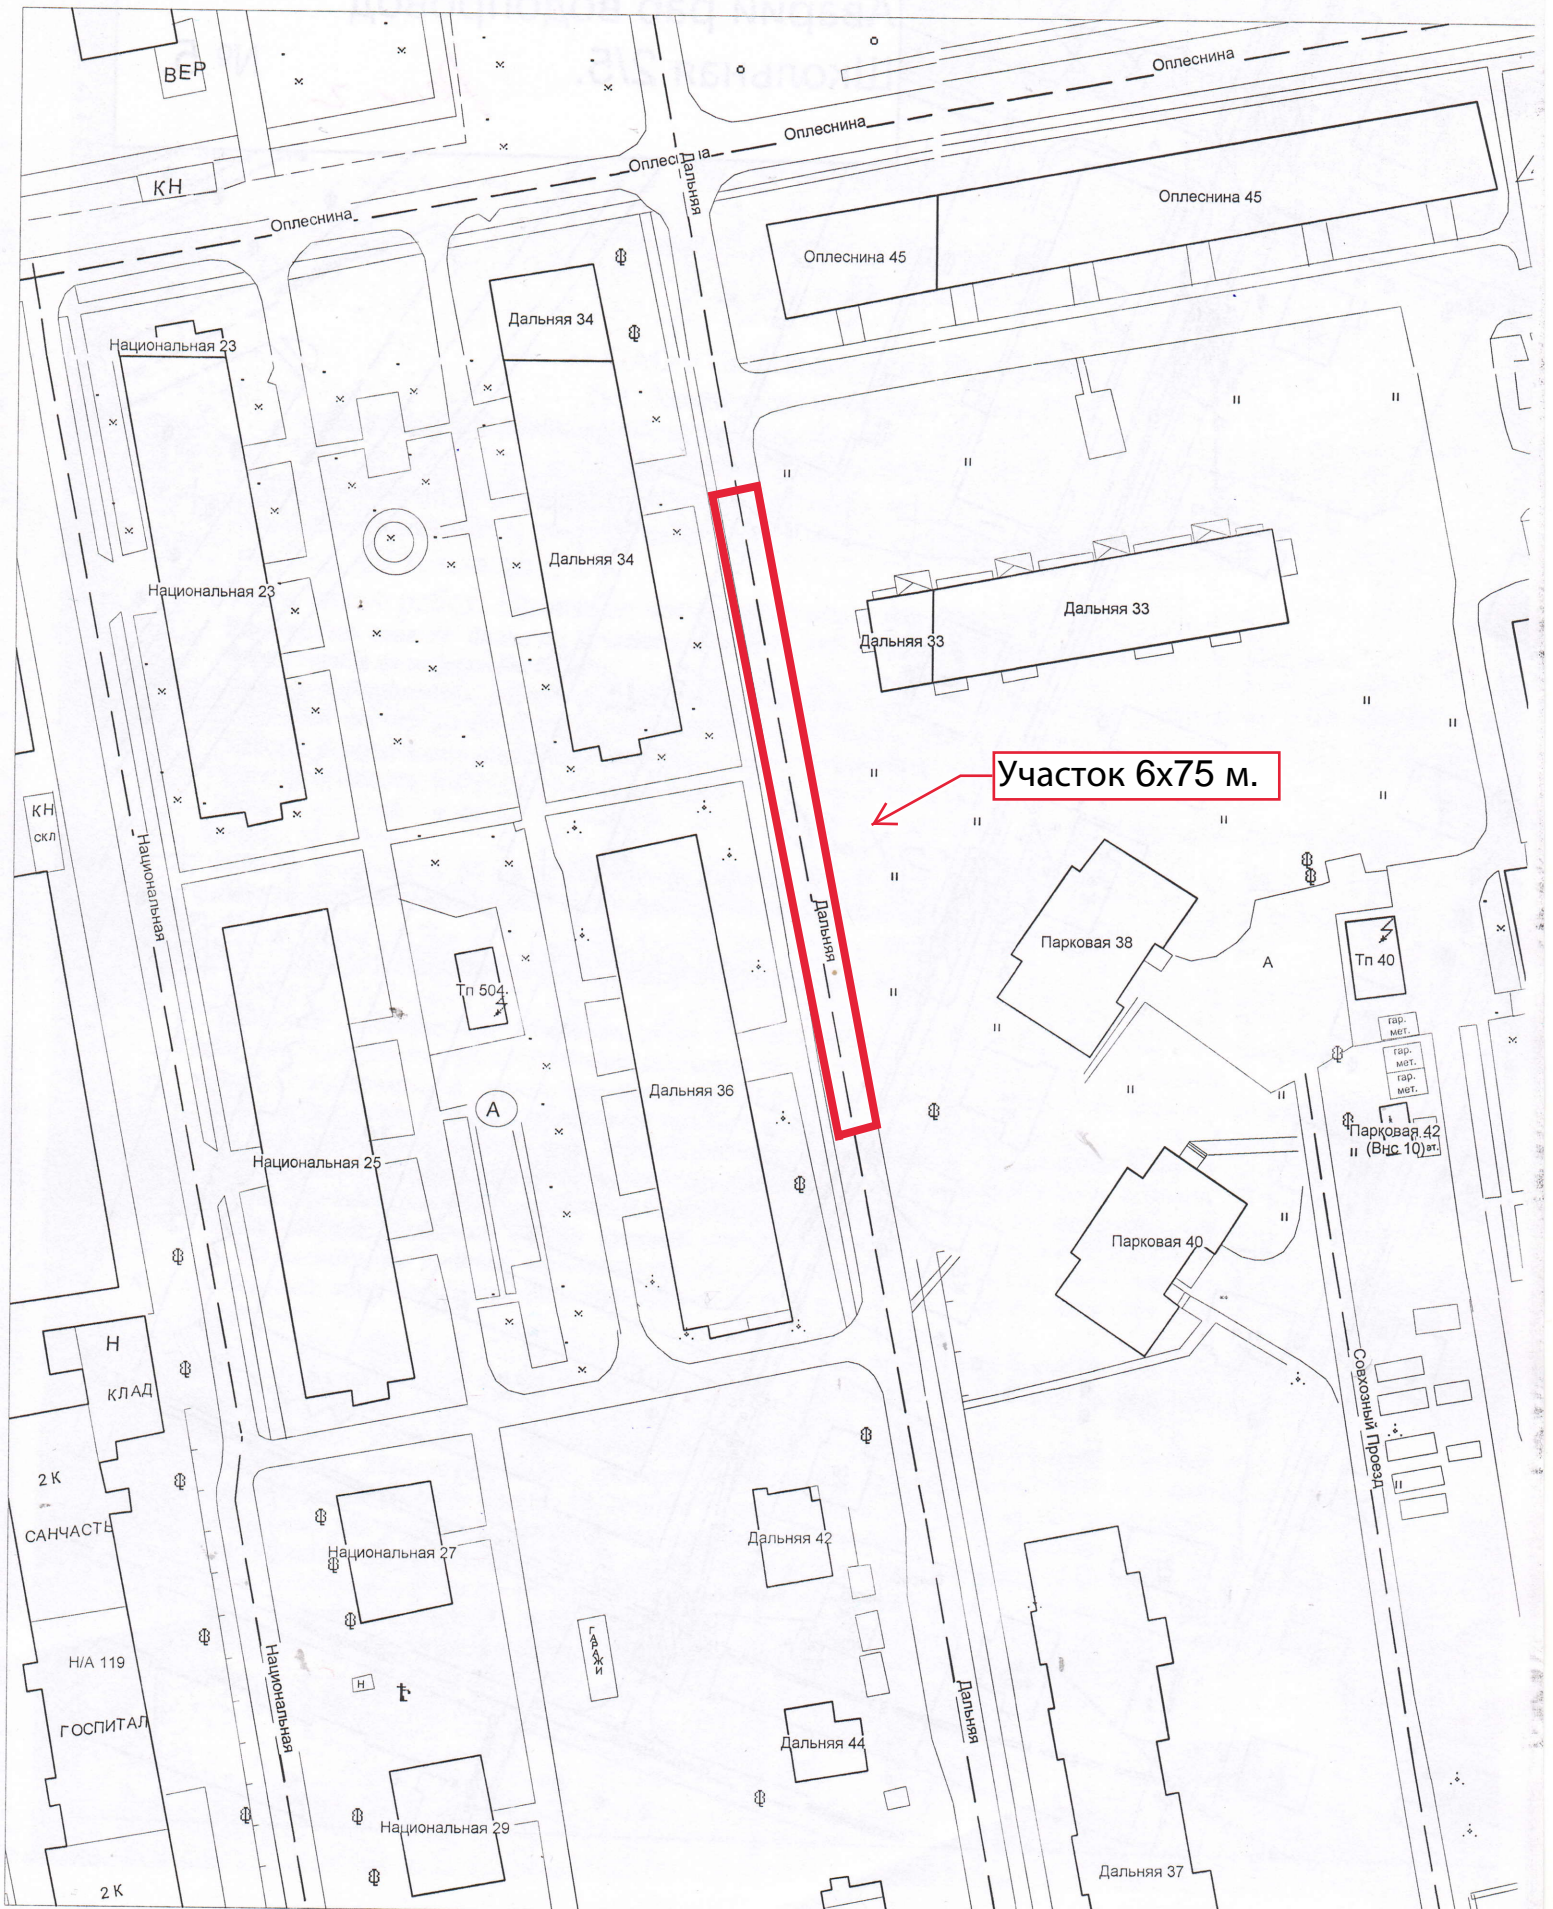 ВЕР
Оплеснина
Оплеснина
КН
Дальняя
Оплеснина
Оплеснина 45
Оплеснина 45
Дальняя 34
Национальная 23
Дальняя 34
Национальная 23
Дальняя 33
Дальняя 33
Участок 6х75 м.
КН
СКЛ
Национальная
Дальняя
Парковая 38
А
Тп 40
Тп 504
гар.
мет.
гар.
мет.
гар.
мет.
Дальняя 36
А
Парковая 42
(Внс 10)
эт.
Национальная 25
Парковая 40
Н
КЛАД
Совхозный Проезд
2 К
САНЧАСТЬ
Национальная 27
Дальняя 42
ГАРАЖИ
Н/А 119
Национальная
Н
Дальняя
ГОСПИТАЛ
Дальняя 44
Национальная 29
Дальняя 37
2 К